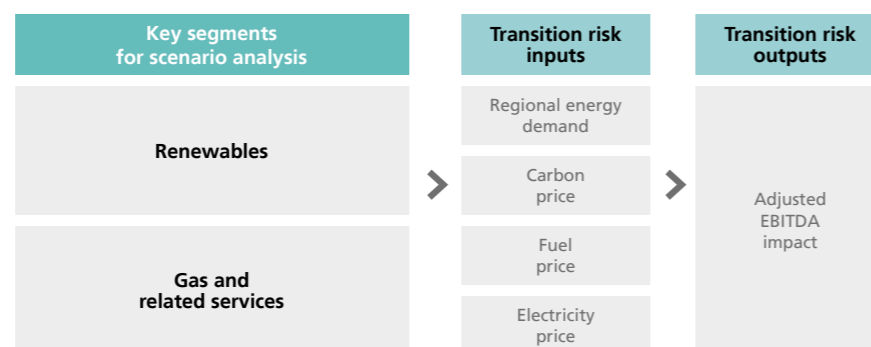 Key segments
for scenario analysis
Renewables
Gas and
related services
Transition risk
inputs
Regional energy
demand
Carbon
price
Fuel
price
Electricity
price
Transition risk
outputs
Adjusted
EBITDA
impact